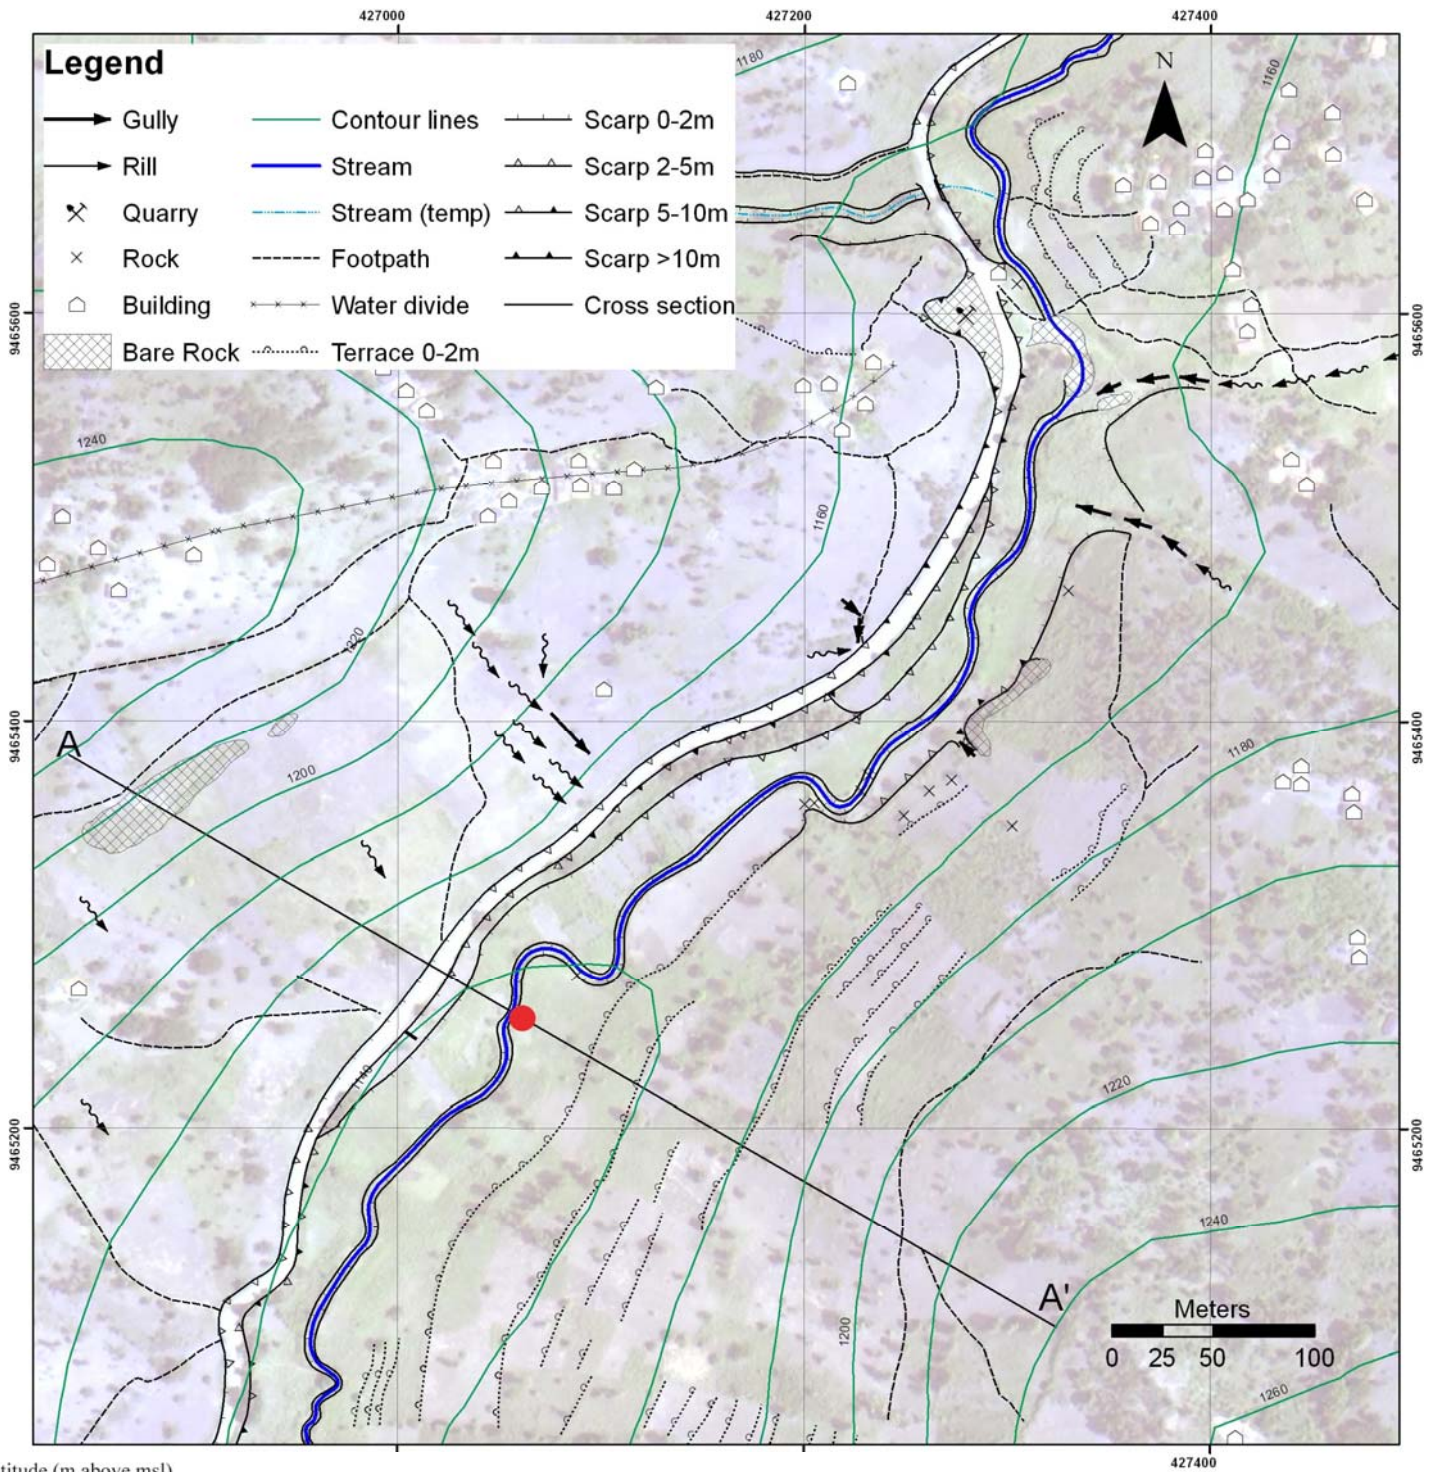 427000 427200 427400
Legend
Gully Contour lines Scarp 0-2m
Rill Stream Scarp 2-5m
Quarry Stream (temp) Scarp 5-10m
Rock Footpath Scarp >10m
Building Water divide Cross section
Bare Rock Terrace 0-2m
1180
N
1160
9465600 9465600
1240
1160
1220
9465400 9465400
A
1200
1180
1140
1220
9465200 9465200
1240
A'
Meters
0 25 50 100
1200
1260
427400
titude (m above msl)